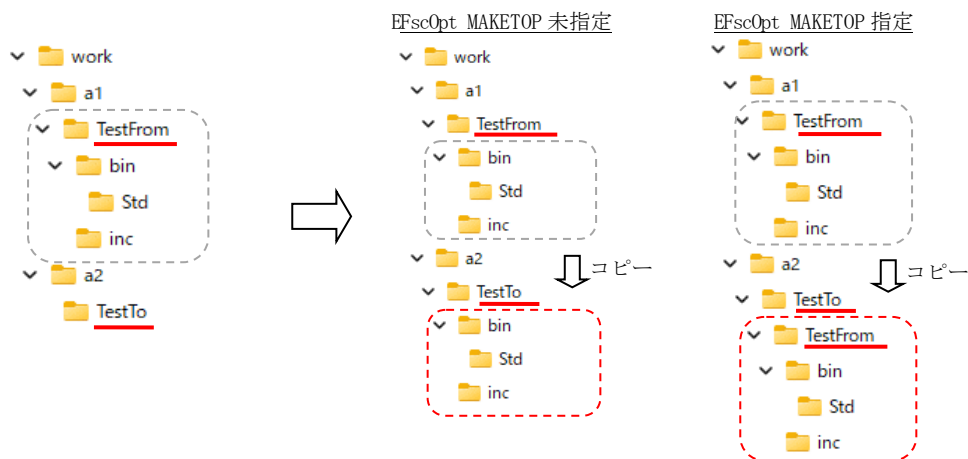 work
a1
TestFrom
bin
Std
inc
a2
TestTo
EFscOpt MAKETOP 未指定
work
a1
TestFrom
bin
Std
inc
a2
コピー
TestTo
bin
Std
inc
EFscOpt MAKETOP 指定
work
a1
TestFrom
bin
Std
inc
a2
コピー
TestTo
TestFrom
bin
Std
inc